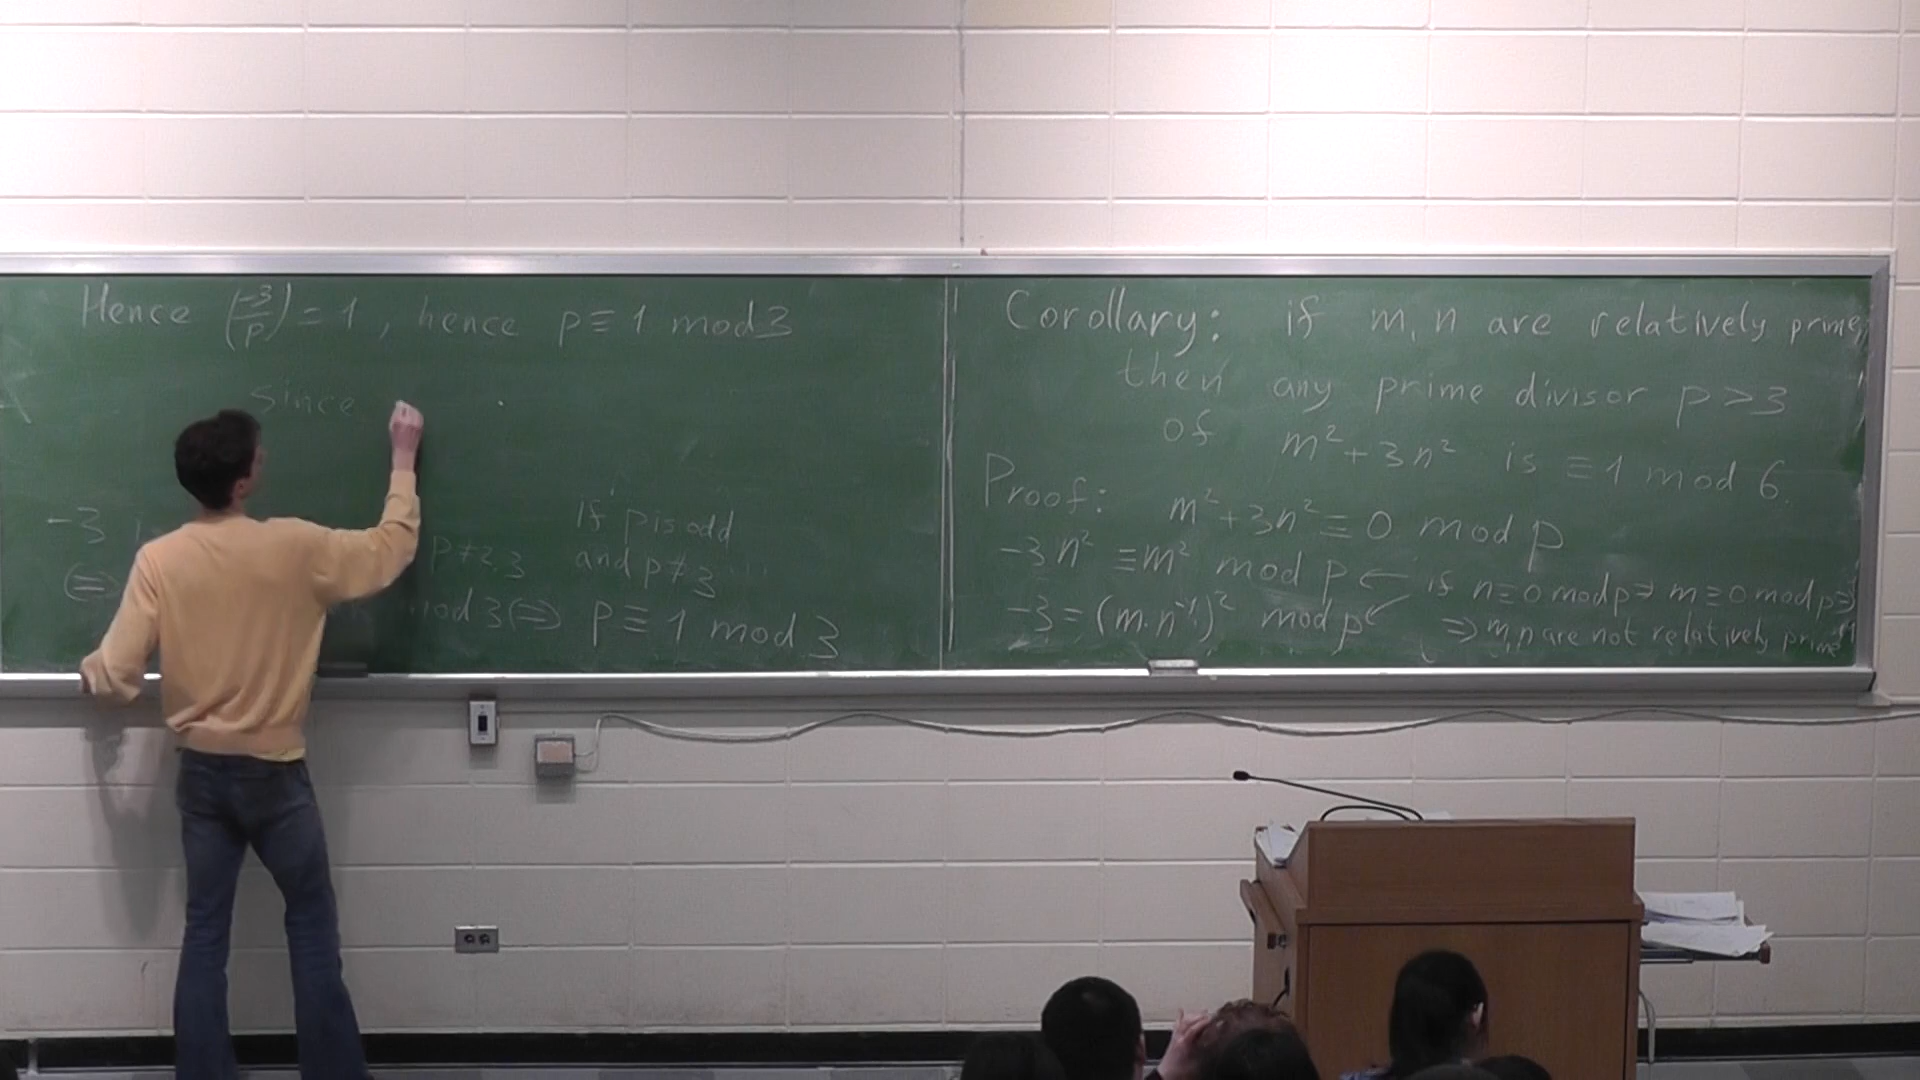 Hence (-3/p) = 1, hence p ≡ 1 mod 3
since
-3
if p is odd
p≠2,3 and p≠3
(⇒ mod 3 (⇒) p ≡ 1 mod 3
Corollary: if m, n are relatively prime,
then any prime divisor p > 3
of m² + 3n² is ≡ 1 mod 6.
Proof: m² + 3n² ≡ 0 mod p
-3n² ≡ m² mod p ← if n ≡ 0 mod p ⇒ m ≡ 0 mod p ⇒
-3 = (m·n⁻¹)² mod p ⇒ m, n are not relatively prime